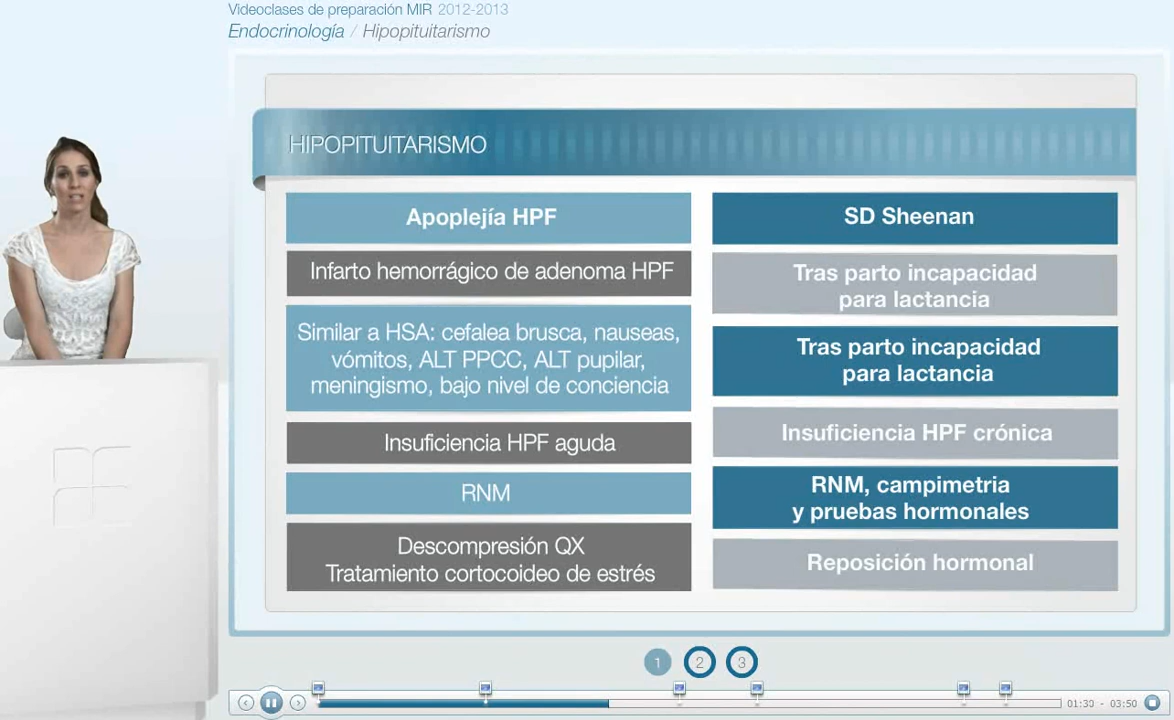 Videoclases de preparación MIR 2012-2013
Endocrinología / Hipopituitarismo
HIPOPITUITARISMO
Apoplejía HPF
Infarto hemorrágico de adenoma HPF
Similar a HSA: cefalea brusca, nauseas,
vómitos, ALT PPCC, ALT pupilar,
meningismo, bajo nivel de conciencia
Insuficiencia HPF aguda
RNM
Descompresión QX
Tratamiento cortocoideo de estrés
SD Sheenan
Tras parto incapacidad
para lactancia
Tras parto incapacidad
para lactancia
Insuficiencia HPF crónica
RNM, campimetria
y pruebas hormonales
Reposición hormonal
1 2 3
01:30 - 03:50